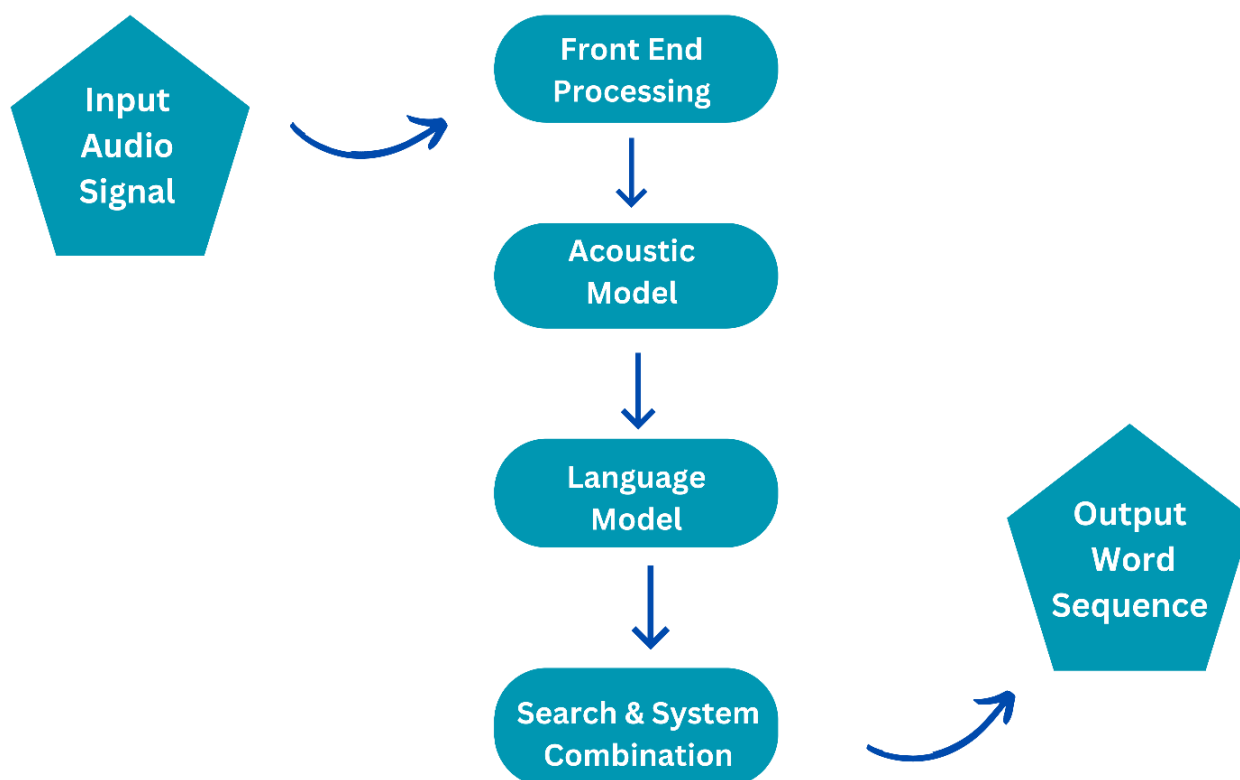 Input
Audio
Signal
Front End
Processing
Acoustic
Model
Language
Model
Search & System
Combination
Output
Word
Sequence